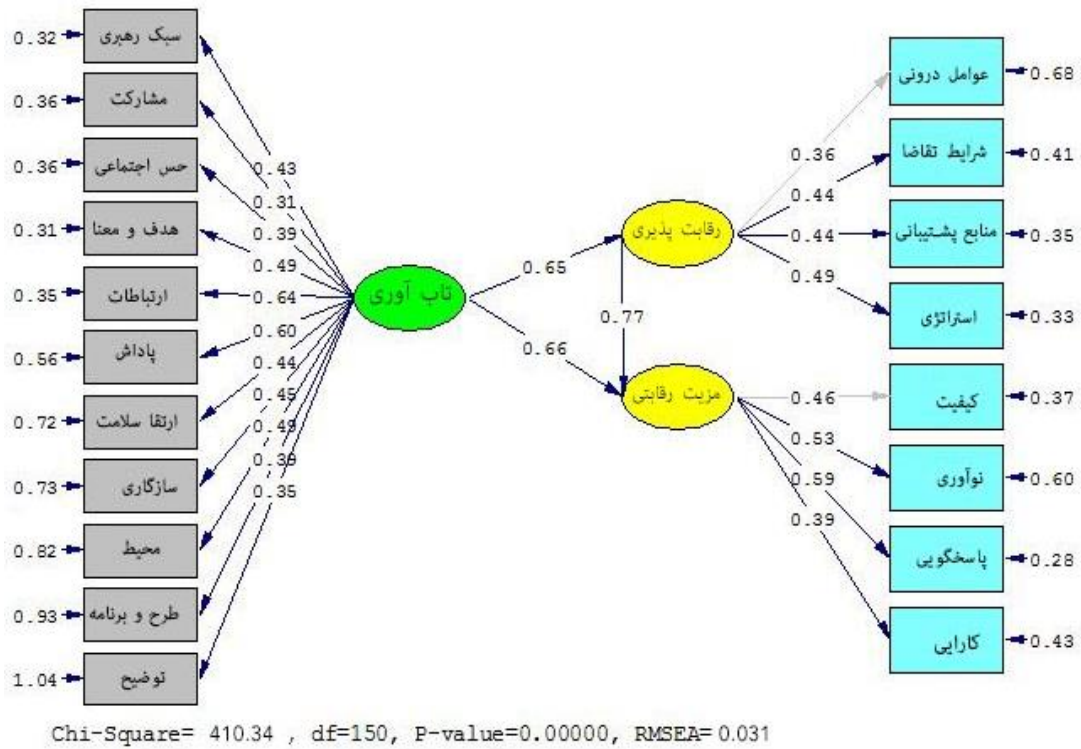 0.32
سبک رهبری
0.36
مشارکت
0.36
حس اجتماعی
0.31
هدف و معنا
0.35
ارتباطات
0.56
پاداش
0.72
ارتقا سلامت
0.73
سازگاری
0.82
محیط
0.93
طرح و برنامه
1.04
توضیح
0.43
0.31
0.39
0.49
0.64
0.60
0.44
0.45
0.49
0.39
0.35
تاب آوری
0.65
0.66
رقابت پذیری
0.77
مزیت رقابتی
0.36
0.44
0.44
0.49
0.46
0.53
0.59
0.39
عوامل درونی
0.68
شرایط تقاضا
0.41
منابع پشتیبانی
0.35
استراتژی
0.33
کیفیت
0.37
نوآوری
0.60
پاسخگویی
0.28
کارایی
0.43
Chi-Square= 410.34 , df=150, P-value=0.00000, RMSEA= 0.031